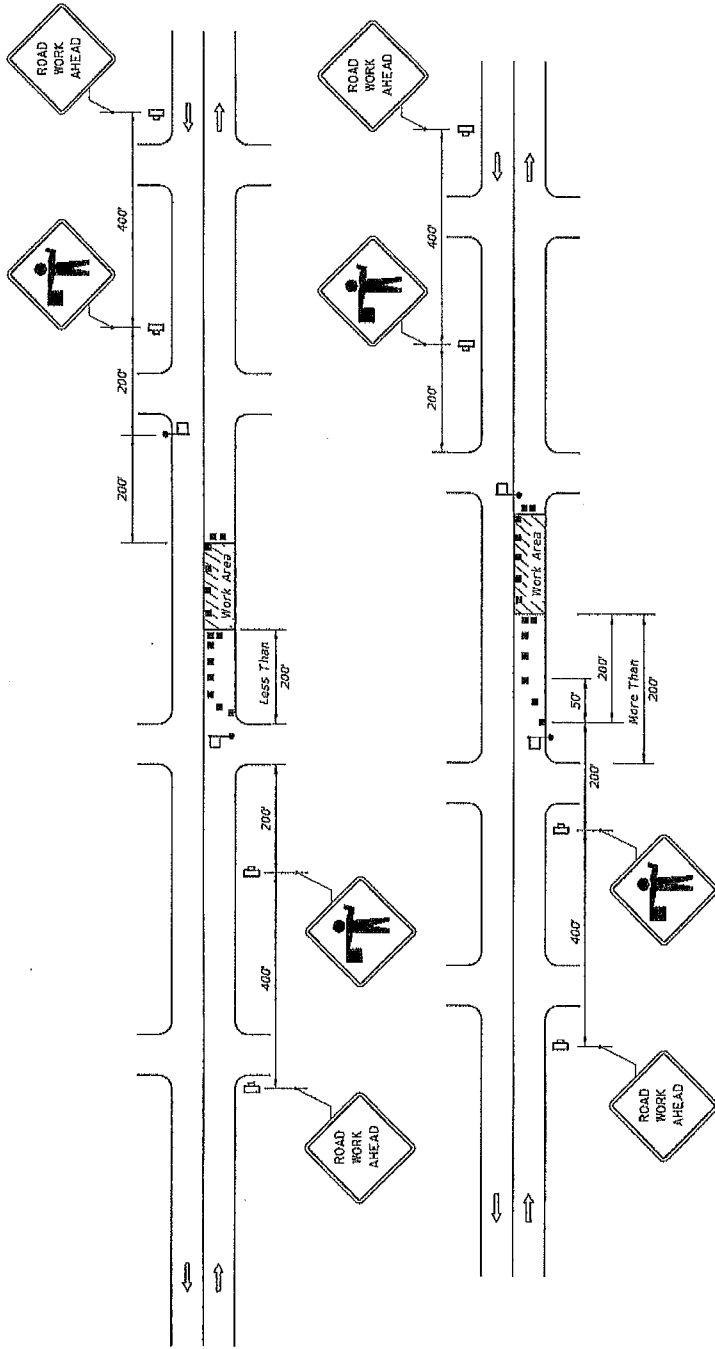 ROAD
WORK
AHEAD
400'
200'
200'
Work Area
Less Than
200'
200'
400'
ROAD
WORK
AHEAD
ROAD
WORK
AHEAD
400'
200'
Work Area
200'
More Than
200'
50'
200'
400'
ROAD
WORK
AHEAD